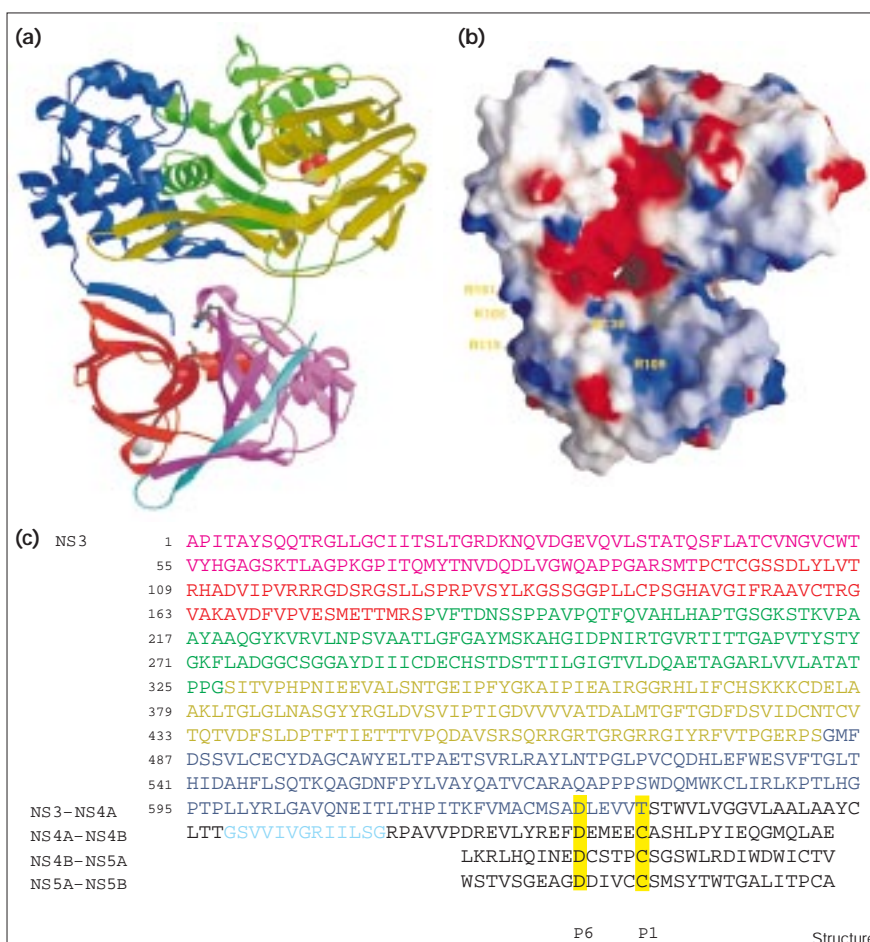 (a)
(b)
R109
(c) NS3 1 APITAYSQQTRGLLGCIITSLTGRDKNQVDGEVQVLSTATQSFLATCVNGVCWT
55 VYHGAGSKTLAGPKGPITQMYTNVDQDLVGWQAPPGARSMTPCTCGSSDLYLVT
109 RHADVIPVRRRGDSRGSLLSPRPVSYLKGSSGGPLLCPSGHAVGIFRAAVCTRG
163 VAKAVDFVPVESMETTMRSPVFTDNSSPPAVPQTFQVAHLHAPTGSGKSTKVPA
217 AYAAQGYKVRVLNPSVAATLGFGAYMSKAHGIDPNIRTGVRTITTGAPVTYSTY
271 GKFLADGGCSGGAYDIIICDECHSTDSTTILGIGTVLDQAETAGARLVVLATAT
325 PPGSITVPHPNIEEVALSNTGEIPFYGKAIPIEAIRGGRHLIFCHSKKKCDELA
379 AKLTGLGLNASGYYRGLDVSVIPTIGDVVVVATDALMTGFTGDFDSVIDCNTCV
433 TQTVDFSLDPTFTIETTTVPQDAVSRSQRRGRTGRGRRGIYRFVTPGERPSGMF
487 DSSVLCECYDAGCAWYELTPAETSVRLRAYLNTPGLPVCQDHLEFWESVFTGLT
541 HIDAHFLSQTKQAGDNFPYLVAYQATVCARAQAPPPSWDQMWKCLIRLKPTLHG
NS3-NS4A 595 PTPLLYRLGAVQNEITLTHPITKFVMACMSADLEVVTSTWVLVGGVLAALAAYC
NS4A-NS4B LTTGSVVIVGRIILSGRPAVVPDREVLYREFDEMEECASHLPYIEQGMQLAE
NS4B-NS5A LKRLHQINEDCSTPCSGSWLRDIWDWICTV
NS5A-NS5B WSTVSGEAGDDIVCCSMSYTWTGALITPCA
P6 P1
Structure